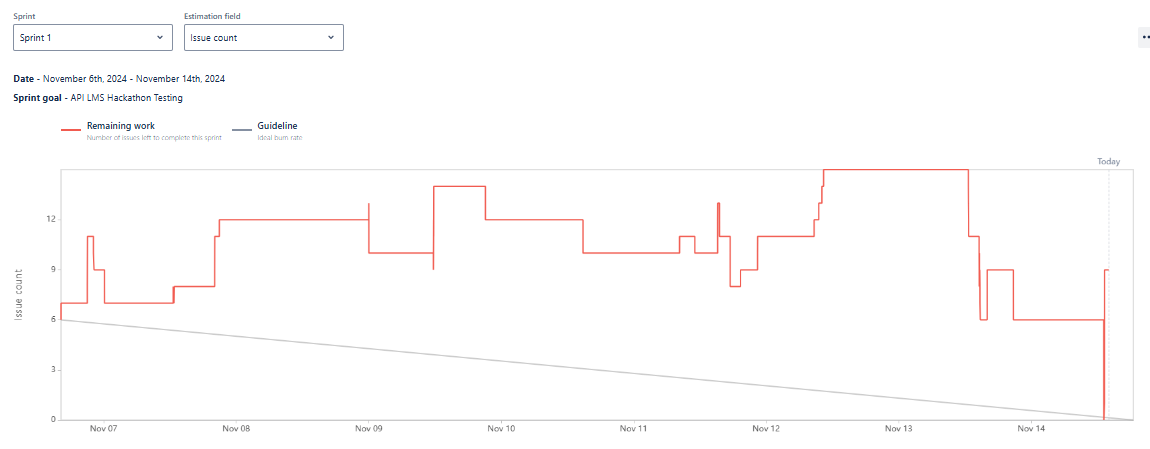 Sprint
Estimation field
Sprint 1
Issue count
Date - November 6th, 2024 - November 14th, 2024
Sprint goal - API LMS Hackathon Testing
Remaining work
Number of issues left to complete this sprint
Guideline
Ideal burn rate
Today
12
9
6
3
0
Issue count
Nov 07
Nov 08
Nov 09
Nov 10
Nov 11
Nov 12
Nov 13
Nov 14